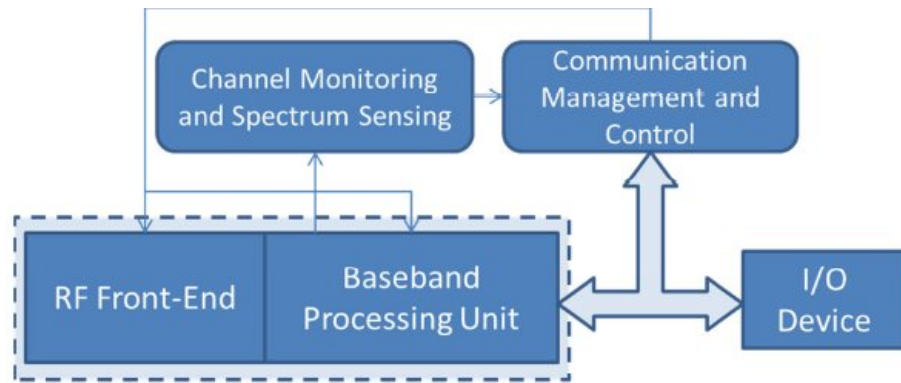 Channel Monitoring
and Spectrum Sensing
Communication
Management and
Control
RF Front-End
Baseband
Processing Unit
I/O
Device